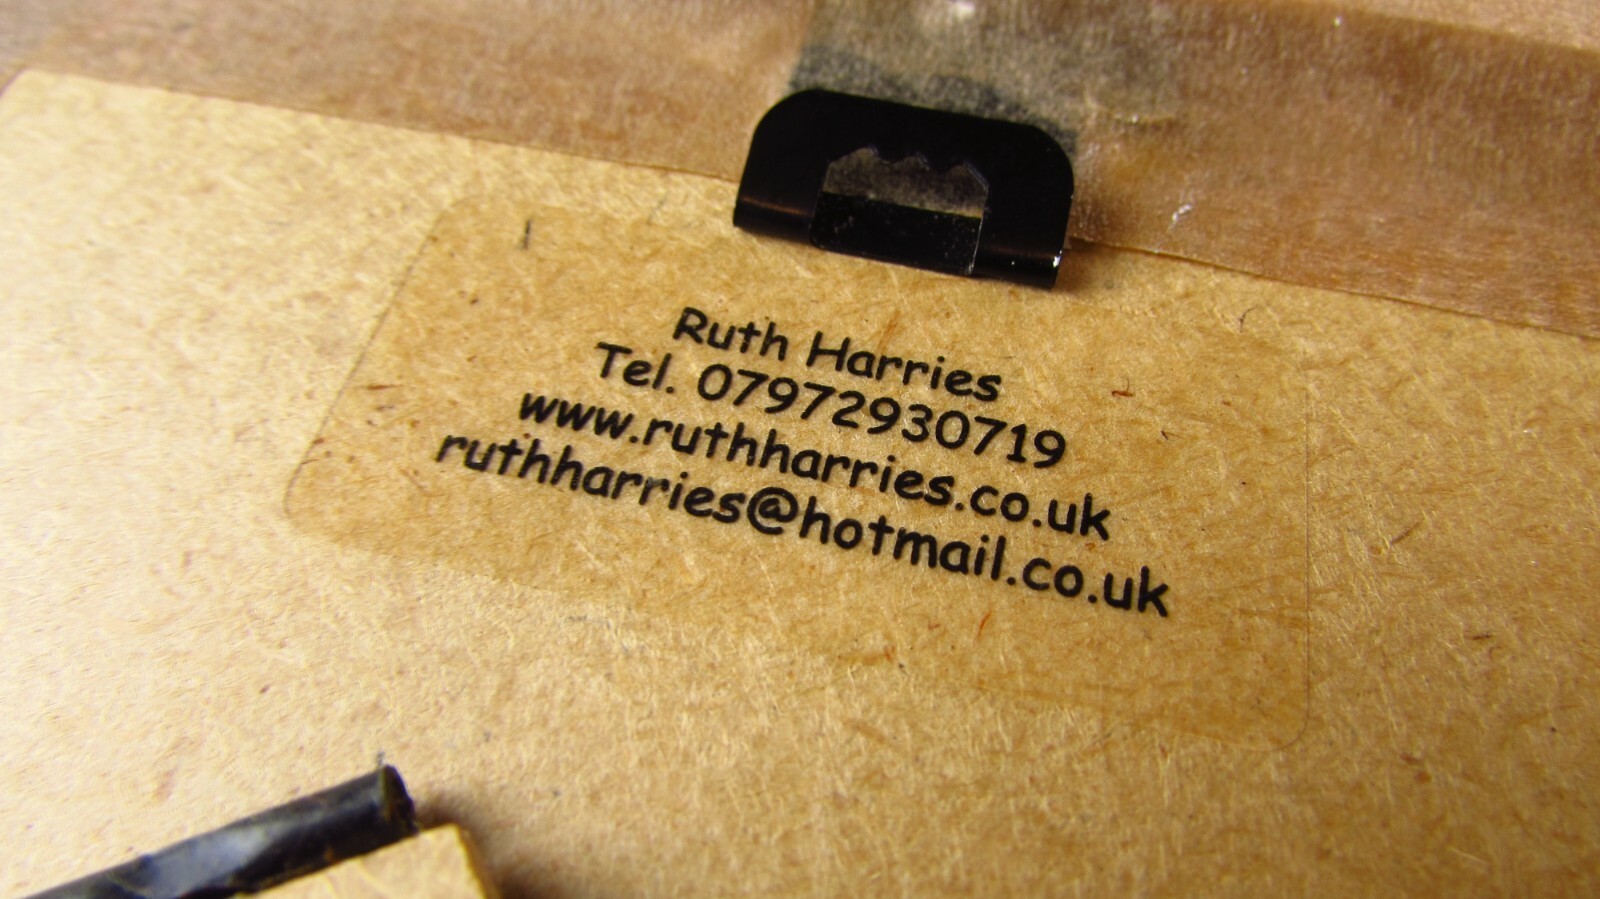 Ruth Harries
Tel. 07972930719
www.ruthharries.co.uk
ruthharries@hotmail.co.uk